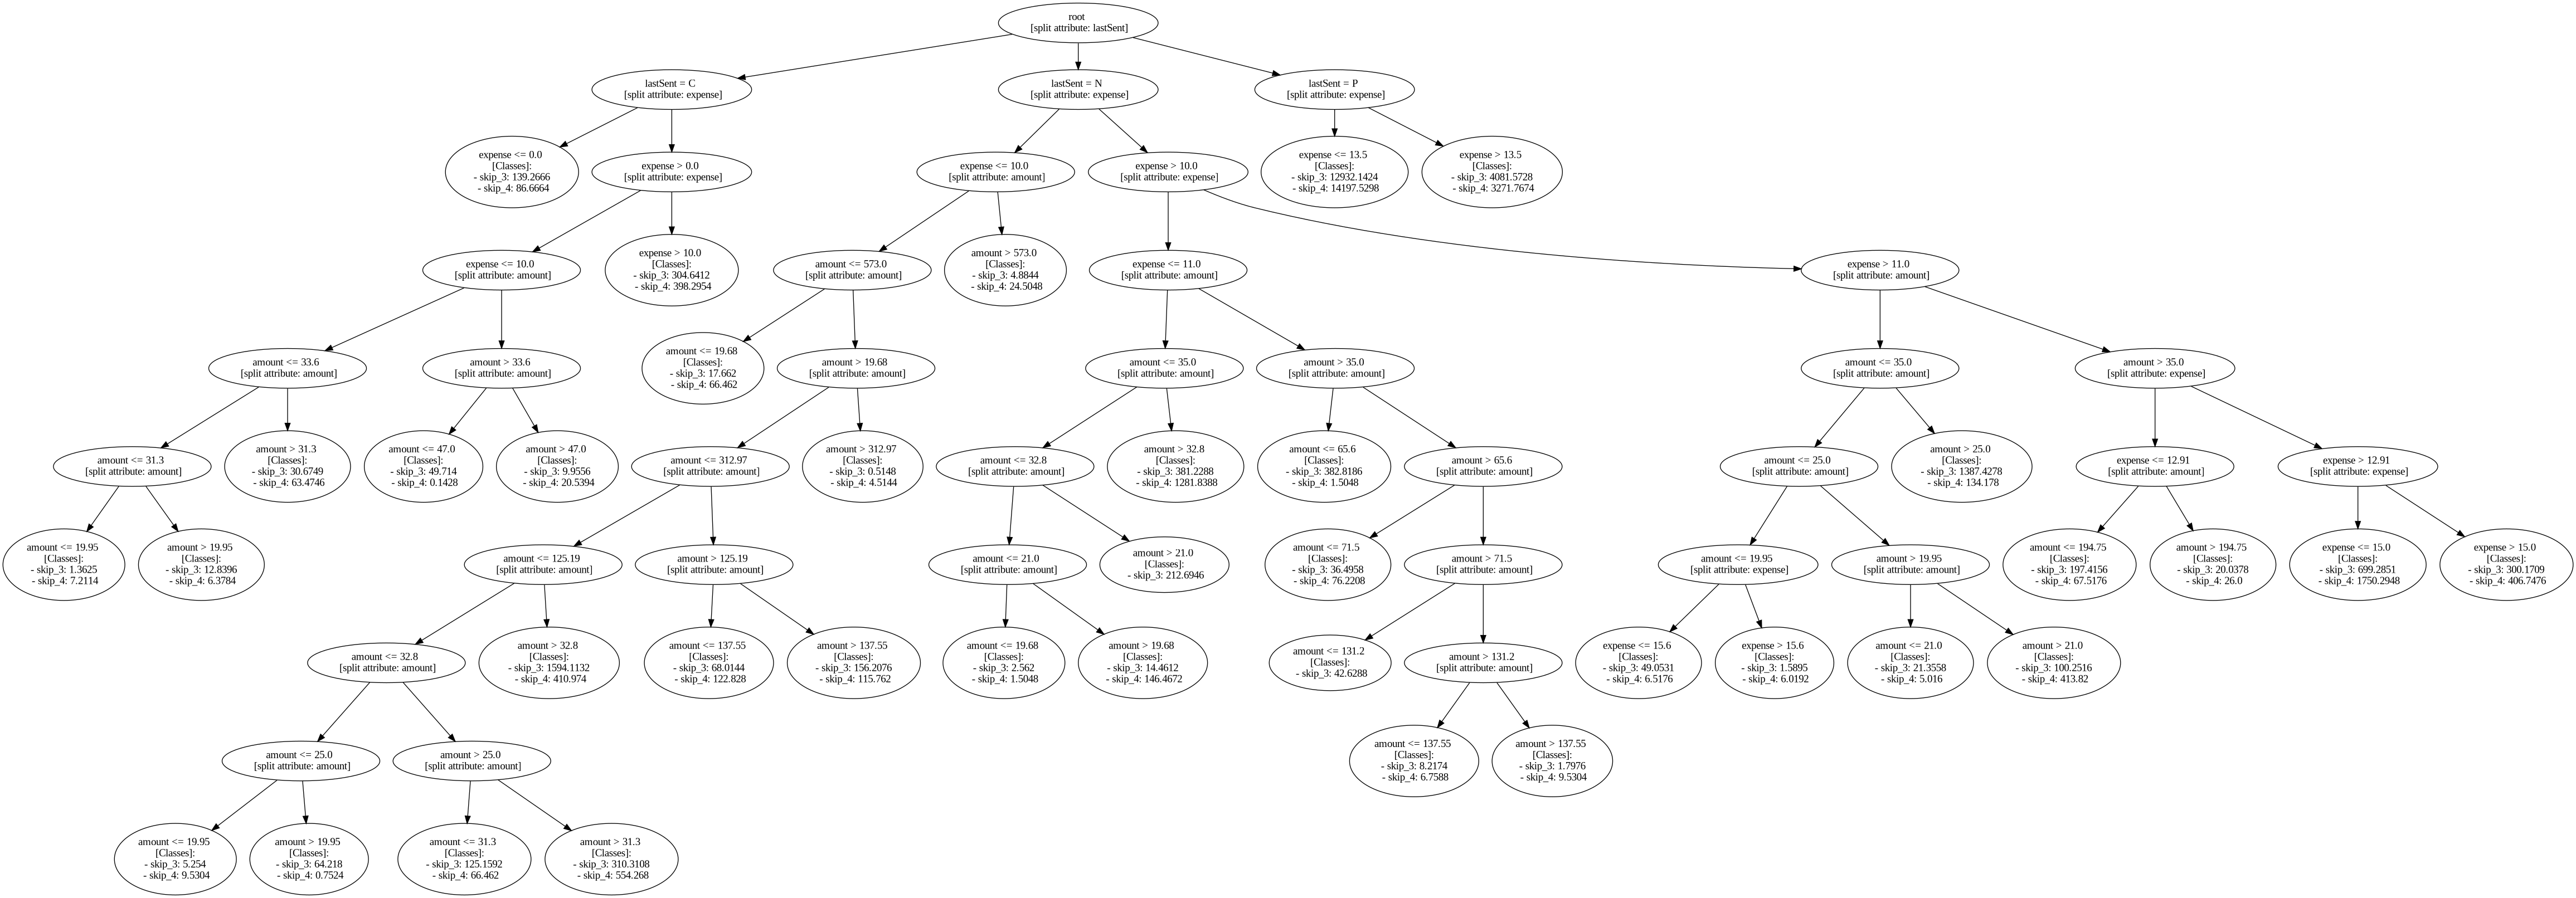 root
[split attribute: lastSent]
lastSent = C
[split attribute: expense]
lastSent = N
[split attribute: expense]
lastSent = P
[split attribute: expense]
expense <= 0.0
[Classes]:
- skip_3: 139.2666
- skip_4: 86.6664
expense > 0.0
[split attribute: expense]
expense <= 10.0
[split attribute: amount]
expense > 10.0
[split attribute: expense]
expense <= 13.5
[Classes]:
- skip_3: 12932.1424
- skip_4: 14197.5298
expense > 13.5
[Classes]:
- skip_3: 4081.5728
- skip_4: 3271.7674
expense <= 10.0
[split attribute: amount]
expense > 10.0
[Classes]:
- skip_3: 304.6412
- skip_4: 398.2954
amount <= 573.0
[split attribute: amount]
amount > 573.0
[Classes]:
- skip_3: 4.8844
- skip_4: 24.5048
expense <= 11.0
[split attribute: amount]
expense > 11.0
[split attribute: amount]
amount <= 33.6
[split attribute: amount]
amount > 33.6
[split attribute: amount]
amount <= 19.68
[Classes]:
- skip_3: 17.662
- skip_4: 66.462
amount > 19.68
[split attribute: amount]
amount <= 35.0
[split attribute: amount]
amount > 35.0
[split attribute: amount]
amount <= 35.0
[split attribute: amount]
amount > 35.0
[split attribute: expense]
amount <= 31.3
[split attribute: amount]
amount > 31.3
[Classes]:
- skip_3: 30.6749
- skip_4: 63.4746
amount <= 47.0
[Classes]:
- skip_3: 49.714
- skip_4: 0.1428
amount > 47.0
[Classes]:
- skip_3: 9.9556
- skip_4: 20.5394
amount <= 312.97
[split attribute: amount]
amount > 312.97
[Classes]:
- skip_3: 0.5148
- skip_4: 4.5144
amount <= 32.8
[split attribute: amount]
amount > 32.8
[Classes]:
- skip_3: 381.2288
- skip_4: 1281.8388
amount <= 65.6
[Classes]:
- skip_3: 382.8186
- skip_4: 1.5048
amount > 65.6
[split attribute: amount]
amount <= 25.0
[split attribute: amount]
amount > 25.0
[Classes]:
- skip_3: 1387.4278
- skip_4: 134.178
expense <= 12.91
[split attribute: amount]
expense > 12.91
[split attribute: expense]
amount <= 19.95
[Classes]:
- skip_3: 1.3625
- skip_4: 7.2114
amount > 19.95
[Classes]:
- skip_3: 12.8396
- skip_4: 6.3784
amount <= 125.19
[split attribute: amount]
amount > 125.19
[split attribute: amount]
amount <= 21.0
[split attribute: amount]
amount > 21.0
[Classes]:
- skip_3: 212.6946
amount <= 71.5
[Classes]:
- skip_3: 36.4958
- skip_4: 76.2208
amount > 71.5
[split attribute: amount]
amount <= 19.95
[split attribute: expense]
amount > 19.95
[split attribute: amount]
amount <= 194.75
[Classes]:
- skip_3: 197.4156
- skip_4: 67.5176
amount > 194.75
[Classes]:
- skip_3: 20.0378
- skip_4: 26.0
expense <= 15.0
[Classes]:
- skip_3: 699.2851
- skip_4: 1750.2948
expense > 15.0
[Classes]:
- skip_3: 300.1709
- skip_4: 406.7476
amount <= 32.8
[split attribute: amount]
amount > 32.8
[Classes]:
- skip_3: 1594.1132
- skip_4: 410.974
amount <= 137.55
[Classes]:
- skip_3: 68.0144
- skip_4: 122.828
amount > 137.55
[Classes]:
- skip_3: 156.2076
- skip_4: 115.762
amount <= 19.68
[Classes]:
- skip_3: 2.562
- skip_4: 1.5048
amount > 19.68
[Classes]:
- skip_3: 14.4612
- skip_4: 146.4672
amount <= 131.2
[Classes]:
- skip_3: 42.6288
amount > 131.2
[split attribute: amount]
expense <= 15.6
[Classes]:
- skip_3: 49.0531
- skip_4: 6.5176
expense > 15.6
[Classes]:
- skip_3: 1.5895
- skip_4: 6.0192
amount <= 21.0
[Classes]:
- skip_3: 21.3558
- skip_4: 5.016
amount > 21.0
[Classes]:
- skip_3: 100.2516
- skip_4: 413.82
amount <= 25.0
[split attribute: amount]
amount > 25.0
[split attribute: amount]
amount <= 137.55
[Classes]:
- skip_3: 8.2174
- skip_4: 6.7588
amount > 137.55
[Classes]:
- skip_3: 1.7976
- skip_4: 9.5304
amount <= 19.95
[Classes]:
- skip_3: 5.254
- skip_4: 9.5304
amount > 19.95
[Classes]:
- skip_3: 64.218
- skip_4: 0.7524
amount <= 31.3
[Classes]:
- skip_3: 125.1592
- skip_4: 66.462
amount > 31.3
[Classes]:
- skip_3: 310.3108
- skip_4: 554.268